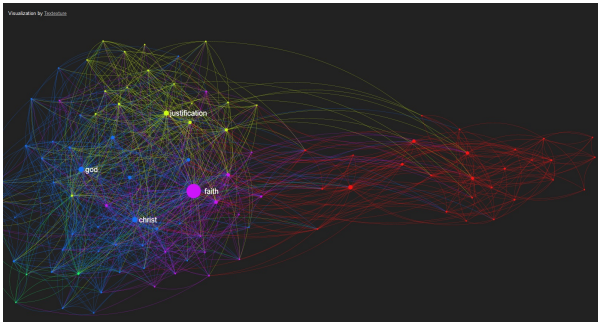 Visualization by Textexture
justification
god
faith
christ